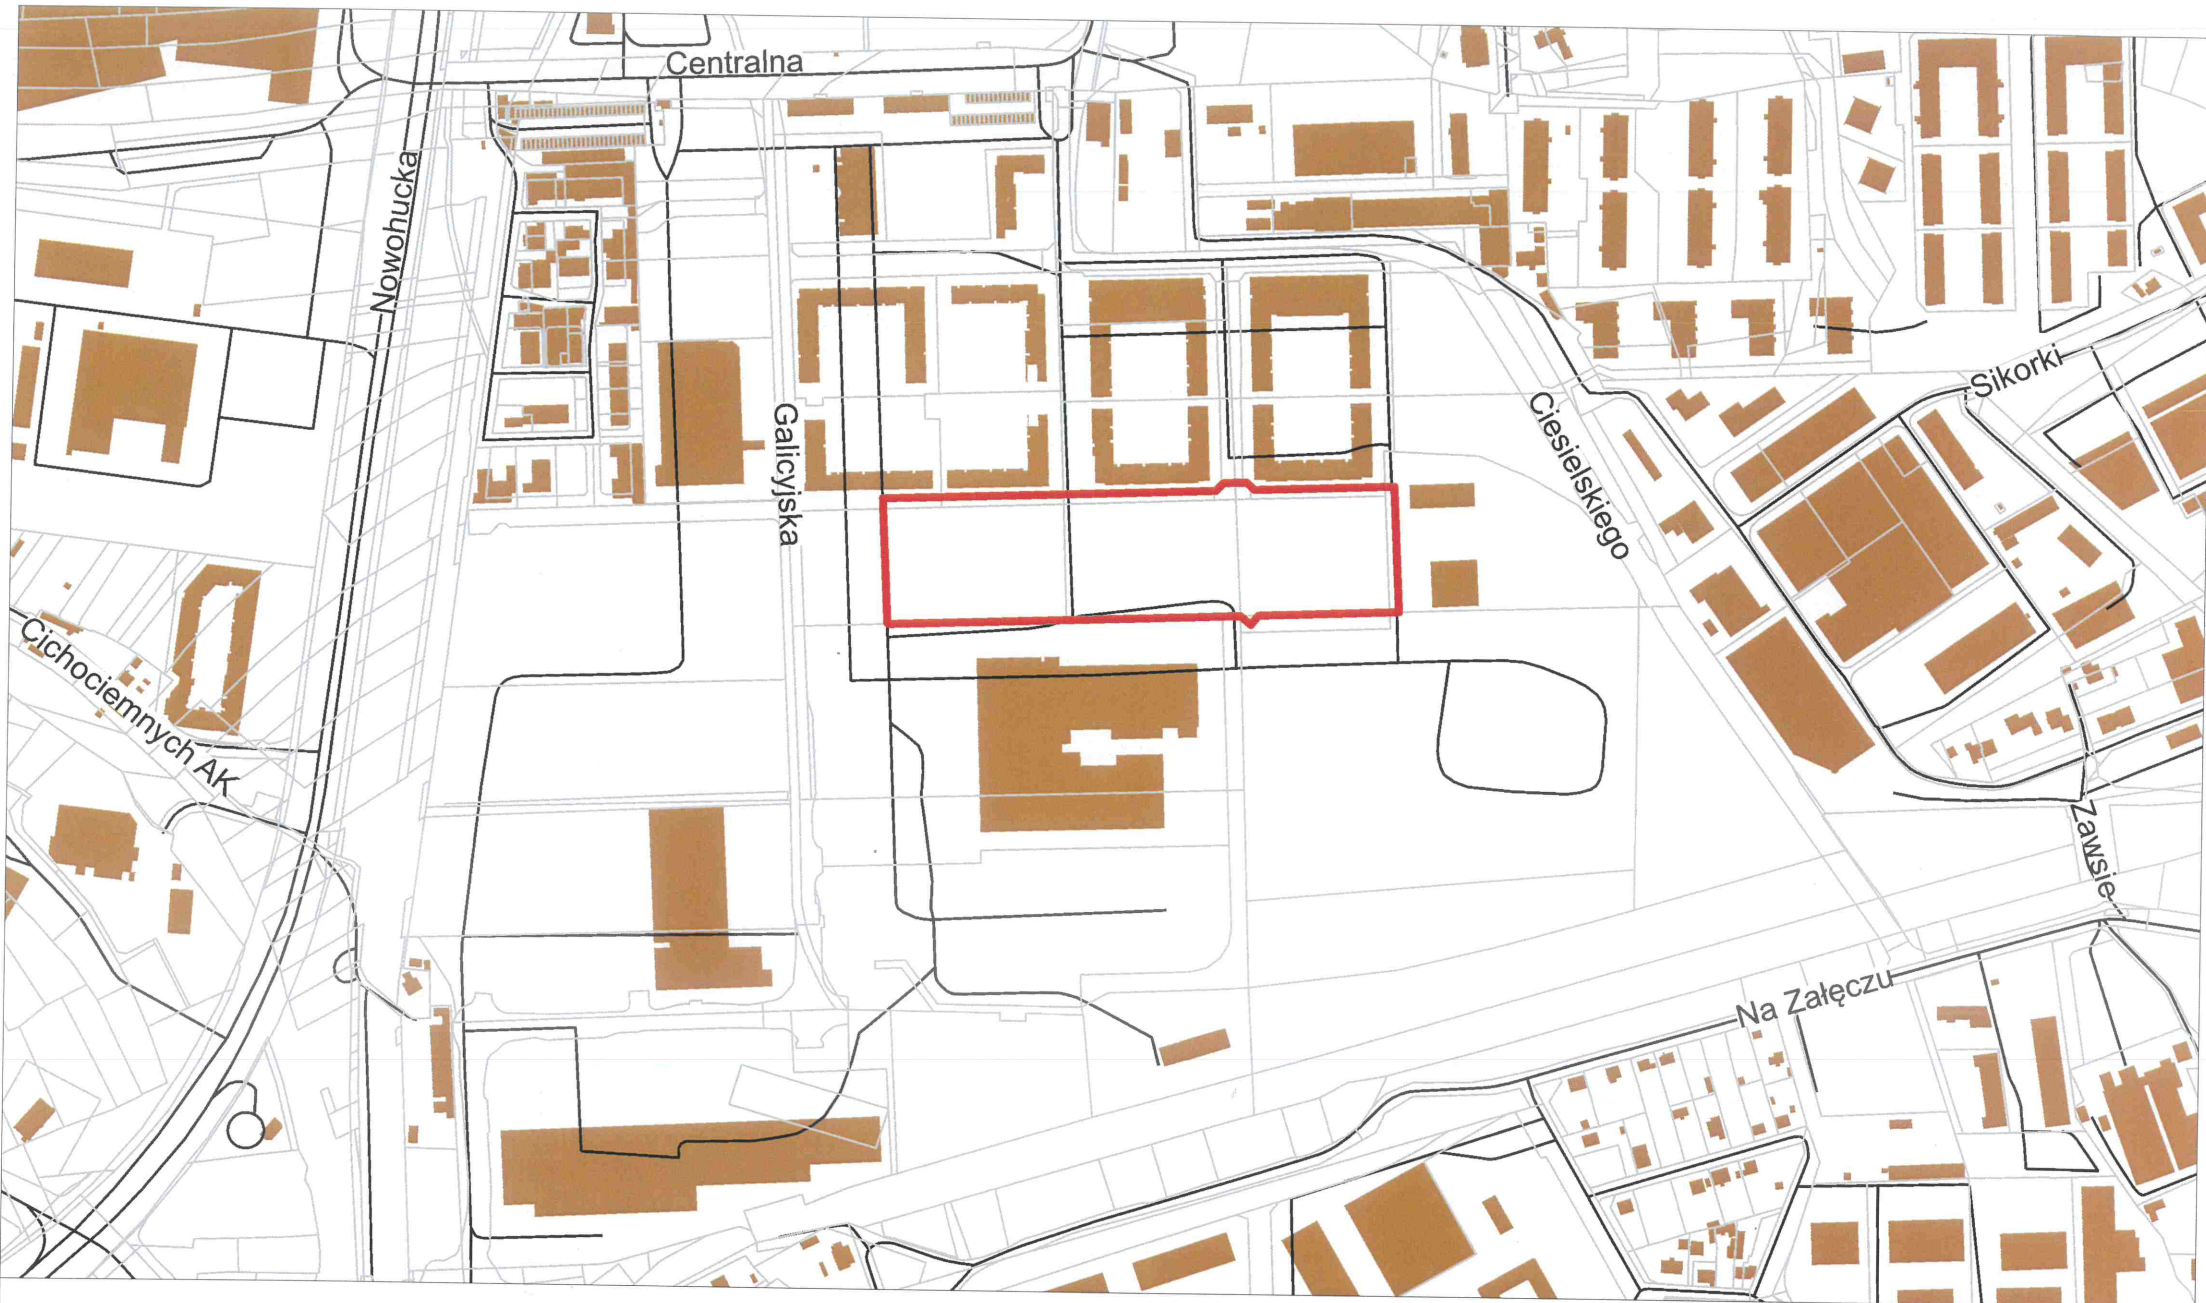 Centralna
Nowohucka
Galicyjska
Ciesielskiego
Sikorki
Cichociemnych AK
Zawsie
Na Załęczu